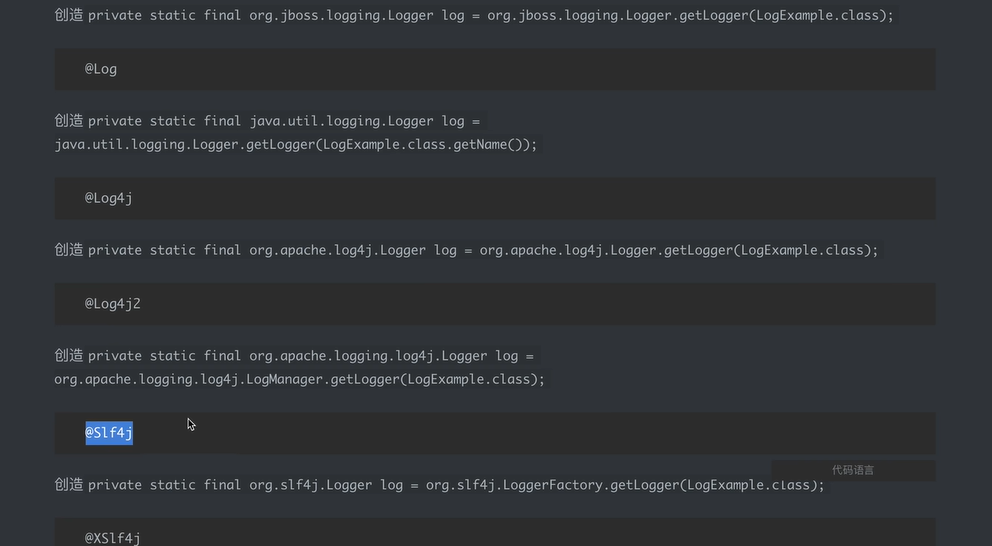 创造 private static final org.jboss.logging.Logger log = org.jboss.logging.Logger.getLogger(LogExample.class);
@Log
创造 private static final java.util.logging.Logger log =
java.util.logging.Logger.getLogger(LogExample.class.getName());
@Log4j
创造 private static final org.apache.log4j.Logger log = org.apache.log4j.Logger.getLogger(LogExample.class);
@Log4j2
创造 private static final org.apache.logging.log4j.Logger log =
org.apache.logging.log4j.LogManager.getLogger(LogExample.class);
@Slf4j
代码语言
创造 private static final org.slf4j.Logger log = org.slf4j.LoggerFactory.getLogger(LogExample.class);
@XSlf4j